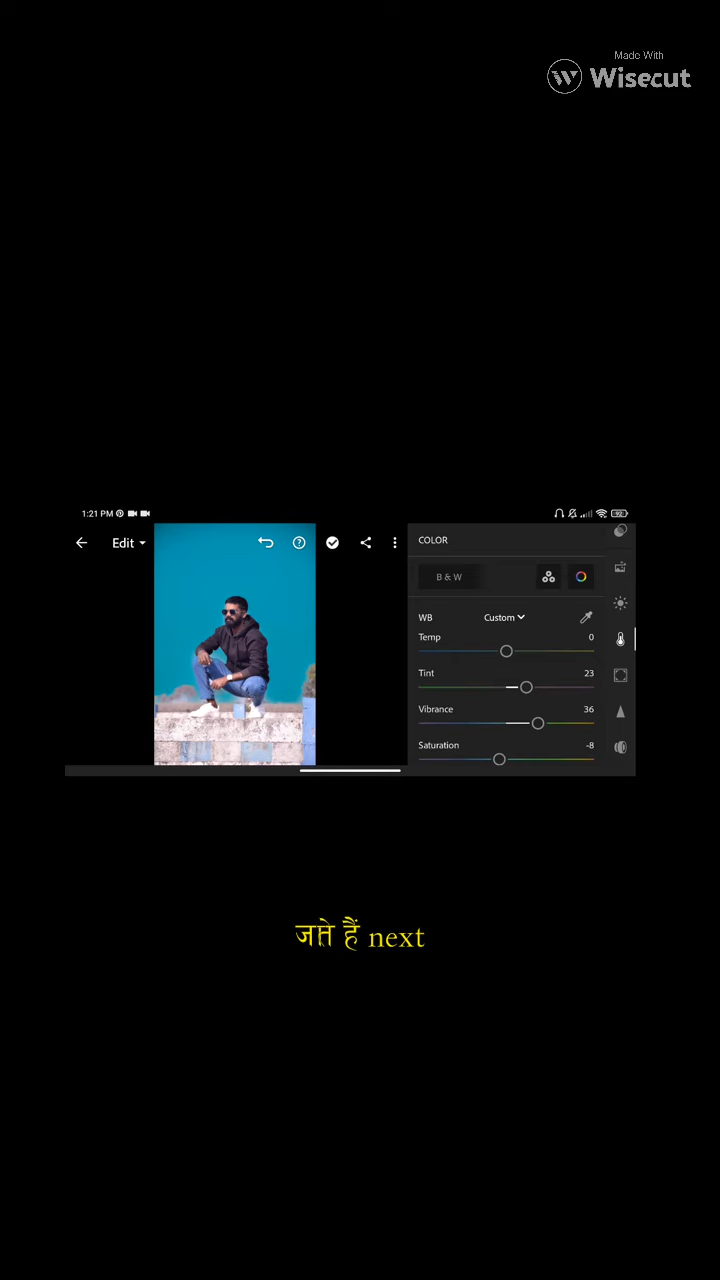 Made With
Wisecut
1:21 PM
Edit
COLOR
B & W
WB Custom
Temp 0
Tint 23
Vibrance 36
Saturation -8
जाते हैं next